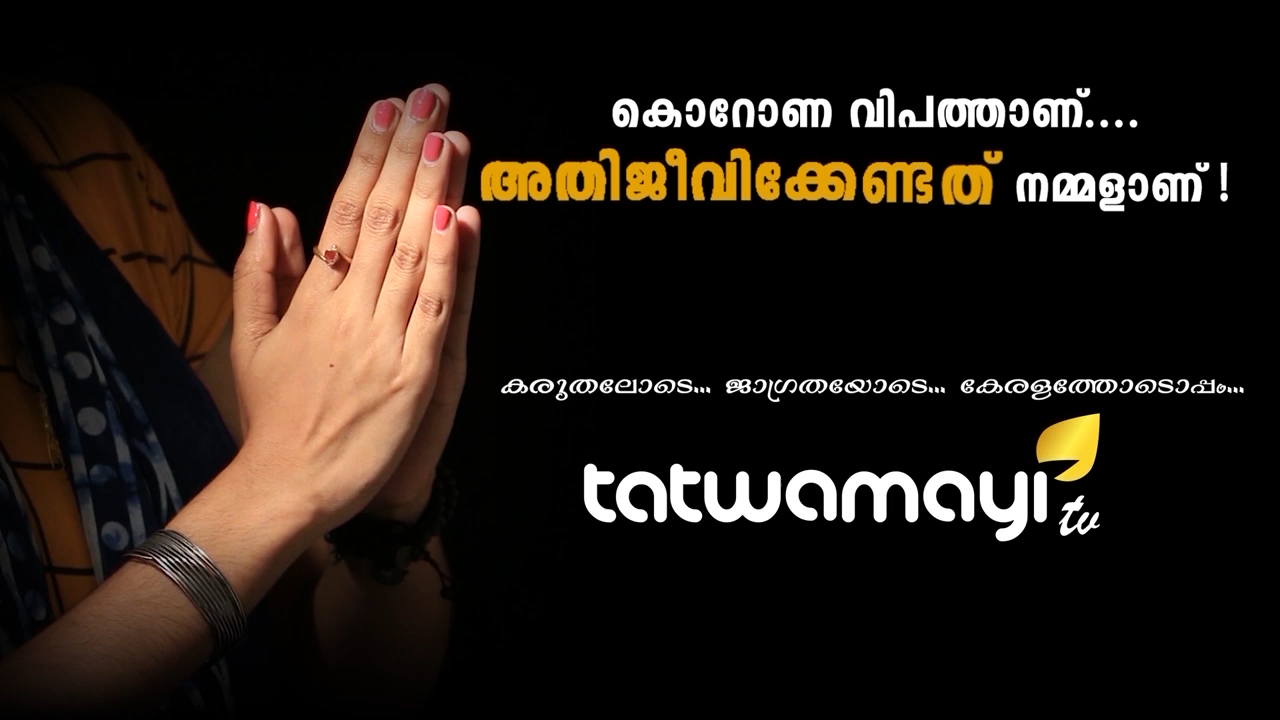 കൊറോണ വിപത്താണ്....
അതിജീവിക്കേണ്ടത് നമ്മളാണ് !
കരുതലോടെ... ജാഗ്രതയോടെ... കേരളത്തോടൊപ്പം...
tatwamayi
tv